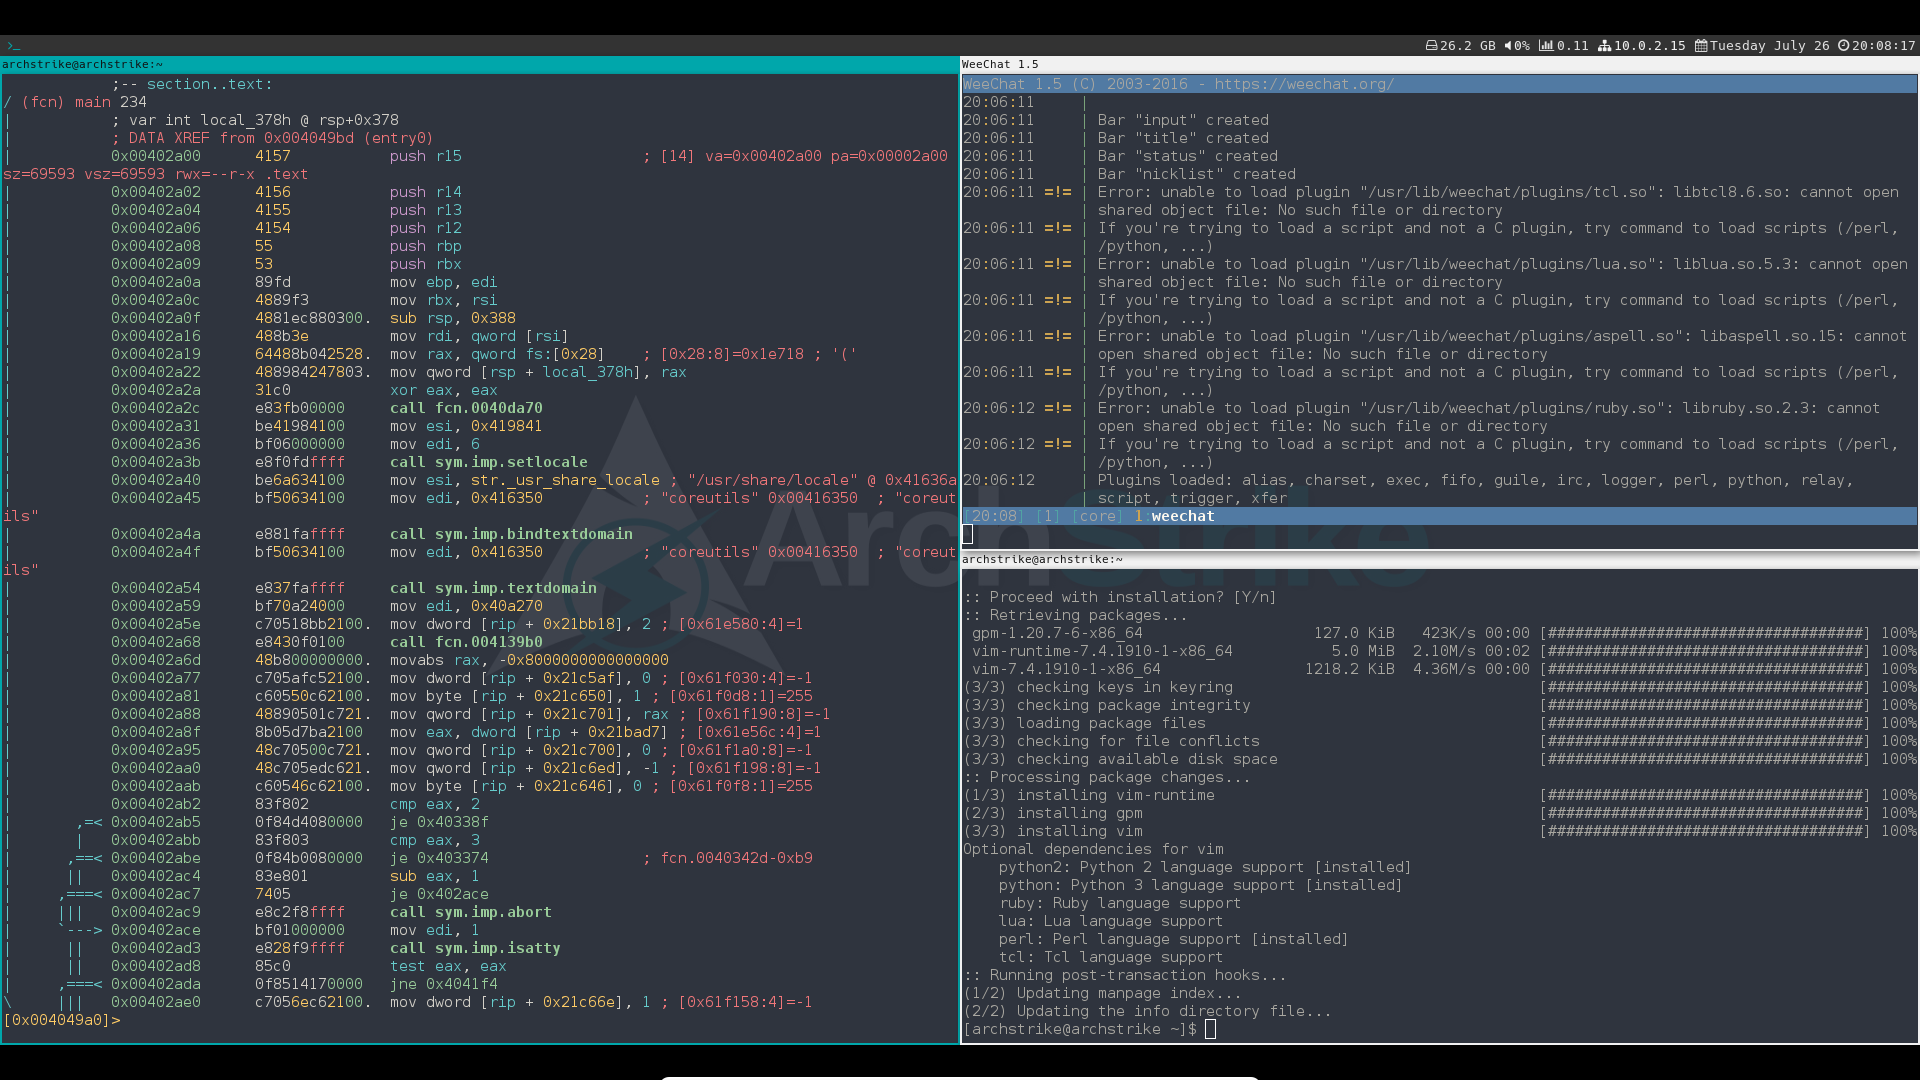 >_
26.2 GB 0% 0.11 10.0.2.15 Tuesday July 26 20:08:17
archstrike@archstrike:~
;-- section..text:
/ (fcn) main 234
| ; var int local_378h @ rsp+0x378
| ; DATA XREF from 0x004049bd (entry0)
| 0x00402a00 4157 push r15 ; [14] va=0x00402a00 pa=0x00002a00
sz=69593 vsz=69593 rwx=--r-x .text
| 0x00402a02 4156 push r14
| 0x00402a04 4155 push r13
| 0x00402a06 4154 push r12
| 0x00402a08 55 push rbp
| 0x00402a09 53 push rbx
| 0x00402a0a 89fd mov ebp, edi
| 0x00402a0c 4889f3 mov rbx, rsi
| 0x00402a0f 4881ec880300. sub rsp, 0x388
| 0x00402a16 488b3e mov rdi, qword [rsi]
| 0x00402a19 64488b042528. mov rax, qword fs:[0x28] ; [0x28:8]=0x1e718 ; '('
| 0x00402a22 488984247803. mov qword [rsp + local_378h], rax
| 0x00402a2a 31c0 xor eax, eax
| 0x00402a2c e83fb00000 call fcn.0040da70
| 0x00402a31 be41984100 mov esi, 0x419841
| 0x00402a36 bf06000000 mov edi, 6
| 0x00402a3b e8f0fdffff call sym.imp.setlocale
| 0x00402a40 be6a634100 mov esi, str._usr_share_locale ; "/usr/share/locale" @ 0x41636a
| 0x00402a45 bf50634100 mov edi, 0x416350 ; "coreutils" 0x00416350 ; "coreut
ils"
| 0x00402a4a e881faffff call sym.imp.bindtextdomain
| 0x00402a4f bf50634100 mov edi, 0x416350 ; "coreutils" 0x00416350 ; "coreut
ils"
| 0x00402a54 e837faffff call sym.imp.textdomain
| 0x00402a59 bf70a24000 mov edi, 0x40a270
| 0x00402a5e c70518bb2100. mov dword [rip + 0x21bb18], 2 ; [0x61e580:4]=1
| 0x00402a68 e8430f0100 call fcn.004139b0
| 0x00402a6d 48b800000000. movabs rax, -0x8000000000000000
| 0x00402a77 c705afc52100. mov dword [rip + 0x21c5af], 0 ; [0x61f030:4]=-1
| 0x00402a81 c60550c62100. mov byte [rip + 0x21c650], 1 ; [0x61f0d8:1]=255
| 0x00402a88 48890501c721. mov qword [rip + 0x21c701], rax ; [0x61f190:8]=-1
| 0x00402a8f 8b05d7ba2100 mov eax, dword [rip + 0x21bad7] ; [0x61e56c:4]=1
| 0x00402a95 48c70500c721. mov qword [rip + 0x21c700], 0 ; [0x61f1a0:8]=-1
| 0x00402aa0 48c705edc621. mov qword [rip + 0x21c6ed], -1 ; [0x61f198:8]=-1
| 0x00402aab c60546c62100. mov byte [rip + 0x21c646], 0 ; [0x61f0f8:1]=255
| 0x00402ab2 83f802 cmp eax, 2
| ,=< 0x00402ab5 0f84d4080000 je 0x40338f
| | 0x00402abb 83f803 cmp eax, 3
| ,==< 0x00402abe 0f84b0080000 je 0x403374 ; fcn.0040342d-0xb9
| || 0x00402ac4 83e801 sub eax, 1
| ,===< 0x00402ac7 7405 je 0x402ace
| ||| 0x00402ac9 e8c2f8ffff call sym.imp.abort
| `---> 0x00402ace bf01000000 mov edi, 1
| || 0x00402ad3 e828f9ffff call sym.imp.isatty
| || 0x00402ad8 85c0 test eax, eax
| ,===< 0x00402ada 0f8514170000 jne 0x4041f4
\ ||| 0x00402ae0 c7056ec62100. mov dword [rip + 0x21c66e], 1 ; [0x61f158:4]=-1
[0x004049a0]>
WeeChat 1.5
WeeChat 1.5 (C) 2003-2016 - https://weechat.org/
20:06:11 |
20:06:11 | Bar "input" created
20:06:11 | Bar "title" created
20:06:11 | Bar "status" created
20:06:11 | Bar "nicklist" created
20:06:11 =!= | Error: unable to load plugin "/usr/lib/weechat/plugins/tcl.so": libtcl8.6.so: cannot open
| shared object file: No such file or directory
20:06:11 =!= | If you're trying to load a script and not a C plugin, try command to load scripts (/perl,
| /python, ...)
20:06:11 =!= | Error: unable to load plugin "/usr/lib/weechat/plugins/lua.so": liblua.so.5.3: cannot open
| shared object file: No such file or directory
20:06:11 =!= | If you're trying to load a script and not a C plugin, try command to load scripts (/perl,
| /python, ...)
20:06:11 =!= | Error: unable to load plugin "/usr/lib/weechat/plugins/aspell.so": libaspell.so.15: cannot
| open shared object file: No such file or directory
20:06:11 =!= | If you're trying to load a script and not a C plugin, try command to load scripts (/perl,
| /python, ...)
20:06:12 =!= | Error: unable to load plugin "/usr/lib/weechat/plugins/ruby.so": libruby.so.2.3: cannot
| open shared object file: No such file or directory
20:06:12 =!= | If you're trying to load a script and not a C plugin, try command to load scripts (/perl,
| /python, ...)
20:06:12 | Plugins loaded: alias, charset, exec, fifo, guile, irc, logger, perl, python, relay,
| script, trigger, xfer
[20:08] [1] [core] 1:weechat
ArchStrike
archstrike@archstrike:~
:: Proceed with installation? [Y/n]
:: Retrieving packages...
gpm-1.20.7-6-x86_64 127.0 KiB 423K/s 00:00 [###################################] 100%
vim-runtime-7.4.1910-1-x86_64 5.0 MiB 2.10M/s 00:02 [###################################] 100%
vim-7.4.1910-1-x86_64 1218.2 KiB 4.36M/s 00:00 [###################################] 100%
(3/3) checking keys in keyring [###################################] 100%
(3/3) checking package integrity [###################################] 100%
(3/3) loading package files [###################################] 100%
(3/3) checking for file conflicts [###################################] 100%
(3/3) checking available disk space [###################################] 100%
:: Processing package changes...
(1/3) installing vim-runtime [###################################] 100%
(2/3) installing gpm [###################################] 100%
(3/3) installing vim [###################################] 100%
Optional dependencies for vim
python2: Python 2 language support [installed]
python: Python 3 language support [installed]
ruby: Ruby language support
lua: Lua language support
perl: Perl language support [installed]
tcl: Tcl language support
:: Running post-transaction hooks...
(1/2) Updating manpage index...
(2/2) Updating the info directory file...
[archstrike@archstrike ~]$